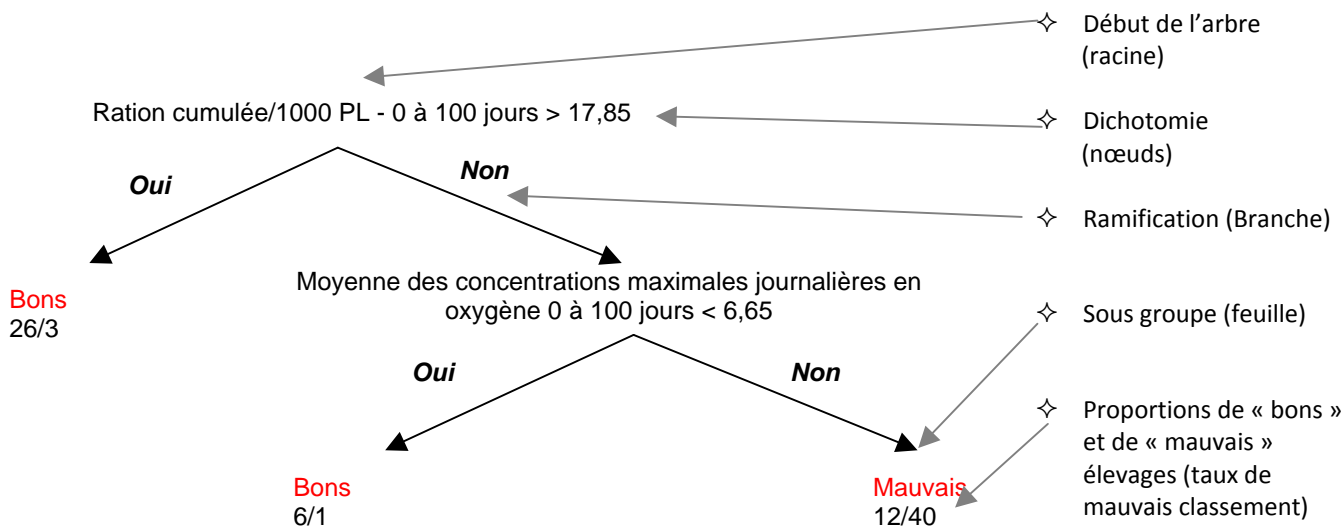 Ration cumulée/1000 PL - 0 à 100 jours > 17,85
Oui
Non
Bons
26/3
Moyenne des concentrations maximales journalières en
oxygène 0 à 100 jours < 6,65
Oui
Non
Bons
6/1
Mauvais
12/40
✧ Début de l’arbre
(racine)
✧ Dichotomie
(nœuds)
✧ Ramification (Branche)
✧ Sous groupe (feuille)
✧ Proportions de « bons »
et de « mauvais »
élevages (taux de
mauvais classement)